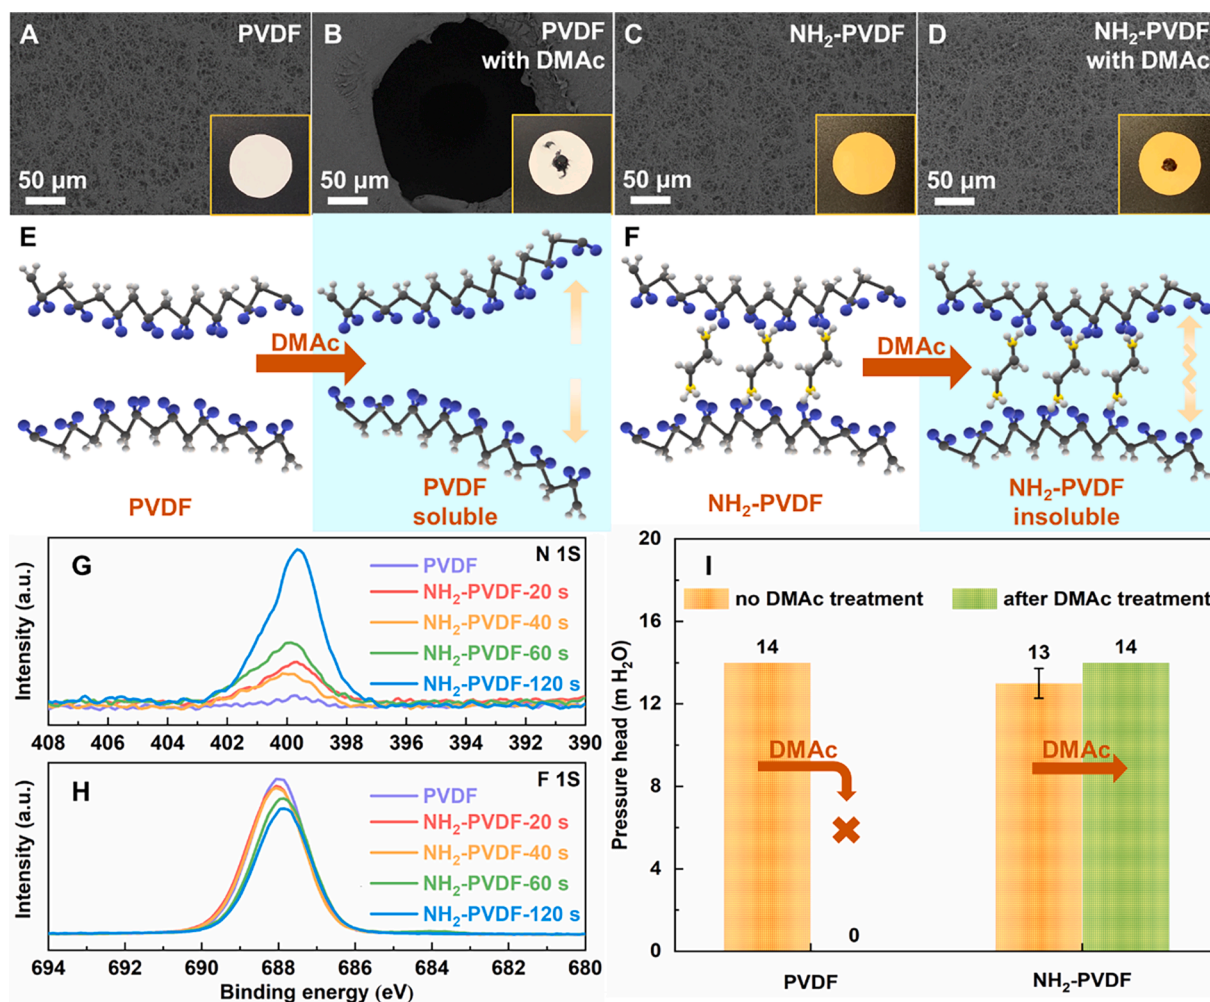 A
PVDF
50 μm
B
PVDF
with DMAc
50 μm
C
NH₂-PVDF
50 μm
D
NH₂-PVDF
with DMAc
50 μm
E
DMAc
PVDF
PVDF
soluble
F
DMAc
NH₂-PVDF
NH₂-PVDF
insoluble
G
N 1S
PVDF
NH₂-PVDF-20 s
NH₂-PVDF-40 s
NH₂-PVDF-60 s
NH₂-PVDF-120 s
Intensity (a.u.)
408 406 404 402 400 398 396 394 392 390
H
F 1S
PVDF
NH₂-PVDF-20 s
NH₂-PVDF-40 s
NH₂-PVDF-60 s
NH₂-PVDF-120 s
Intensity (a.u.)
694 692 690 688 686 684 682 680
Binding energy (eV)
I
no DMAc treatment
after DMAc treatment
Pressure head (m H₂O)
20
16
12
8
4
0
14
DMAc
0
13
14
DMAc
PVDF
NH₂-PVDF